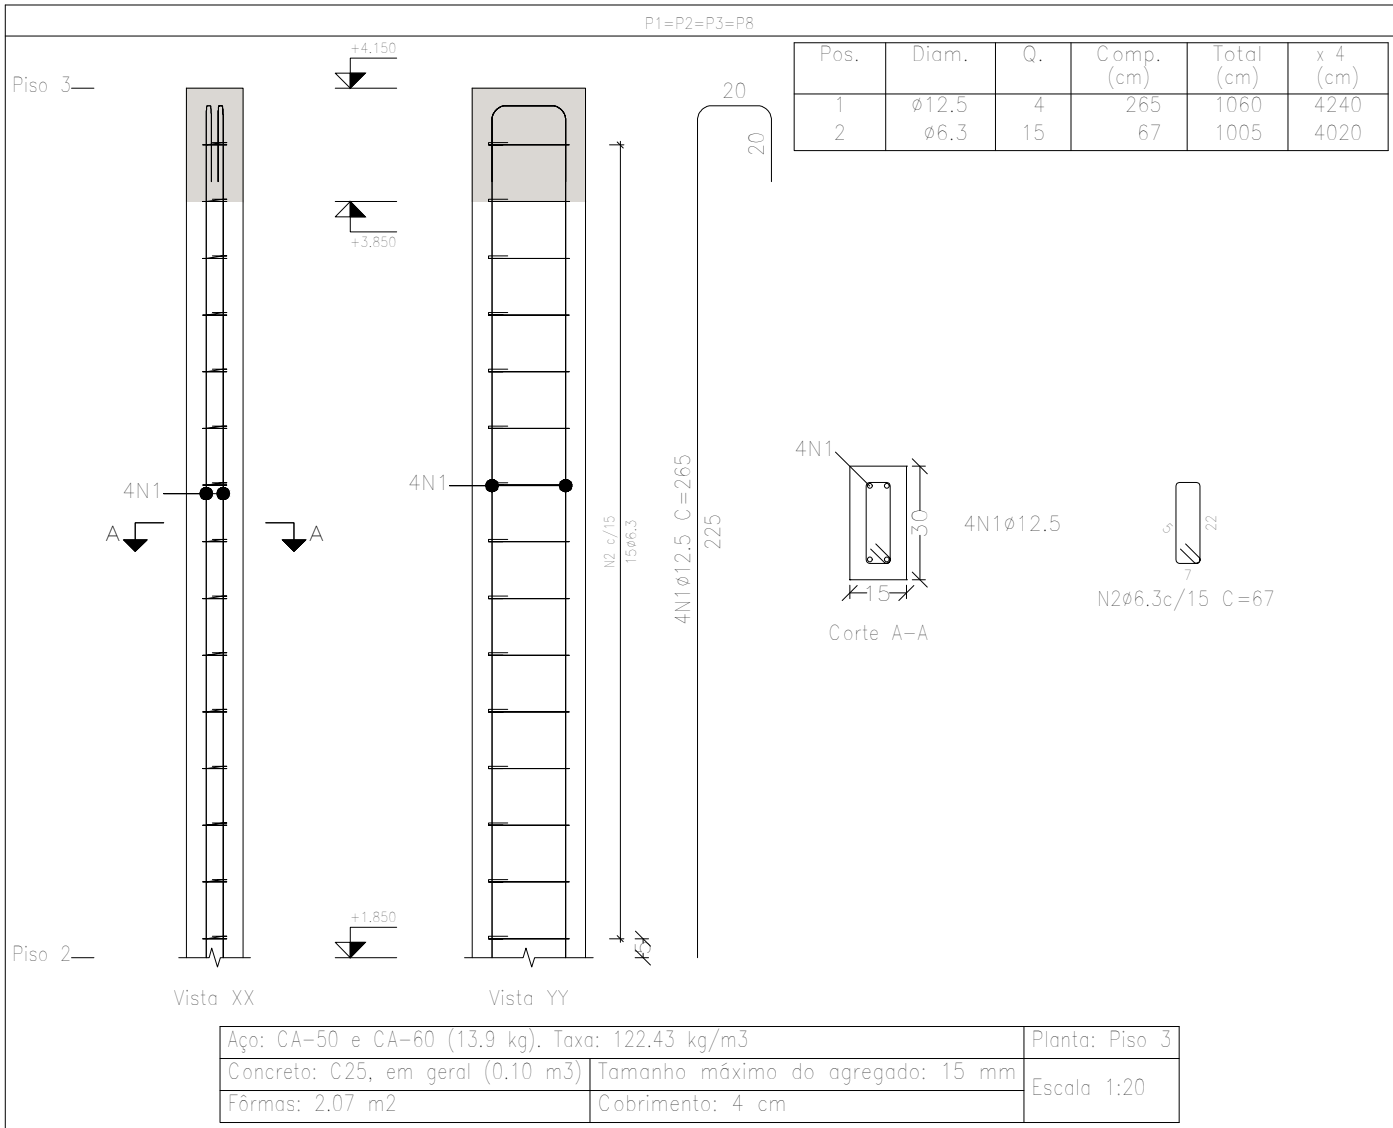 P1=P2=P3=P8
Piso 3
+4.150
+3.850
4N1
A
A
+1.850
Piso 2
Vista XX
4N1
Vista YY
N2 c/15
15ø6.3
5
4N1ø12.5 C=265
225
20
20
Pos. Diam. Q. Comp. (cm) Total (cm) x 4 (cm)
1 ø12.5 4 265 1060 4240
2 ø6.3 15 67 1005 4020
4N1
30
15
4N1ø12.5
Corte A-A
5
22
7
N2ø6.3c/15 C=67
Aço: CA-50 e CA-60 (13.9 kg). Taxa: 122.43 kg/m3
Planta: Piso 3
Concreto: C25, em geral (0.10 m3)
Tamanho máximo do agregado: 15 mm
Escala 1:20
Fôrmas: 2.07 m2
Cobrimento: 4 cm